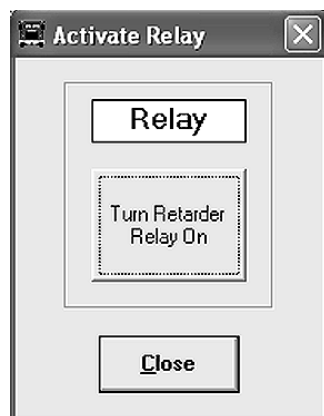 Activate Relay
Relay
Turn Retarder
Relay On
Close